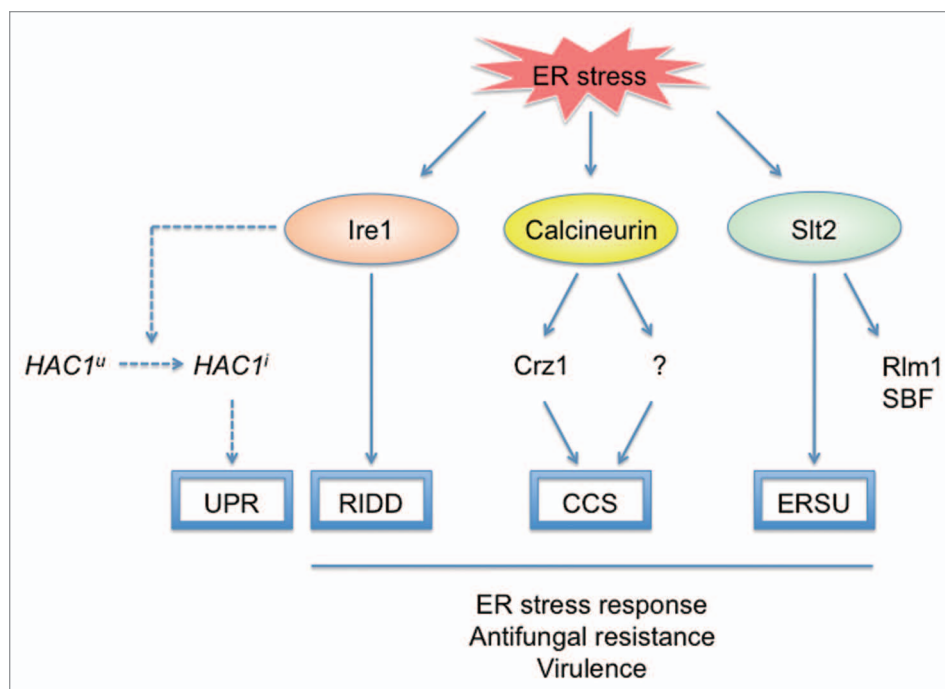 ER stress
Ire1
Calcineurin
Slt2
HAC1ᵘ
HAC1ⁱ
Crz1
?
Rlm1
SBF
UPR
RIDD
CCS
ERSU
ER stress response
Antifungal resistance
Virulence